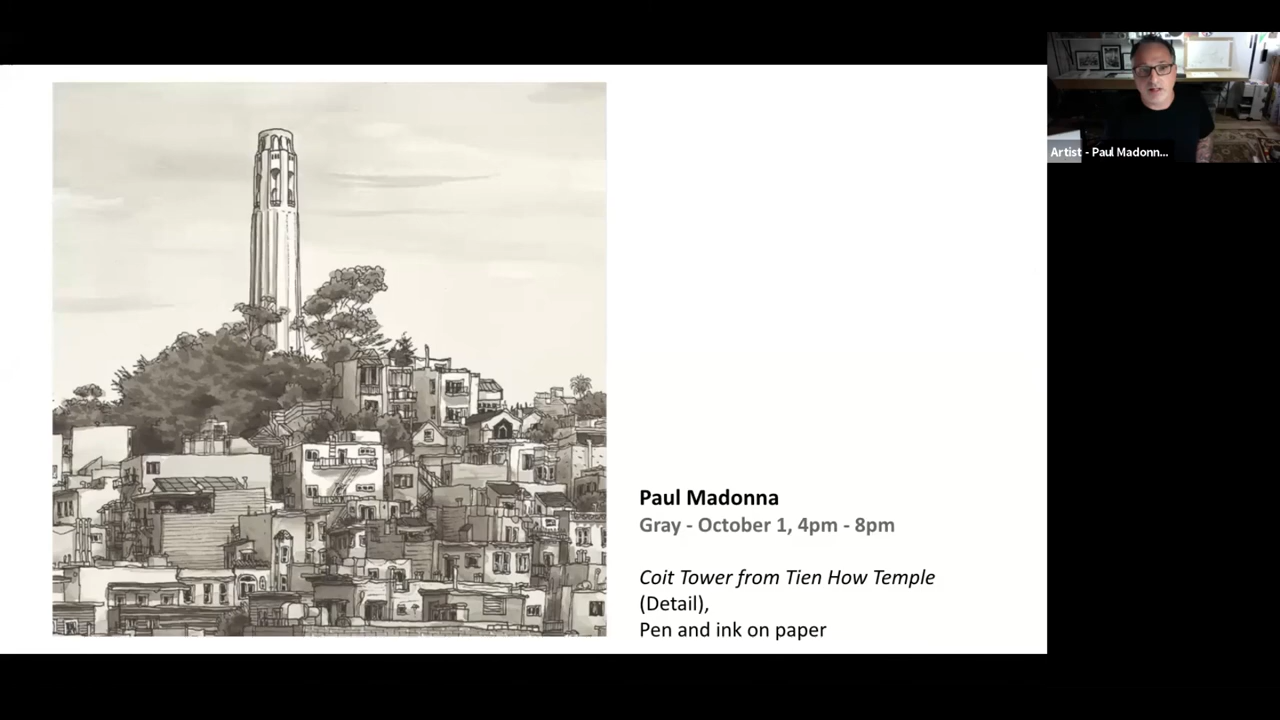 Artist - Paul Madonn...
Paul Madonna
Gray - October 1, 4pm - 8pm
Coit Tower from Tien How Temple
(Detail),
Pen and ink on paper